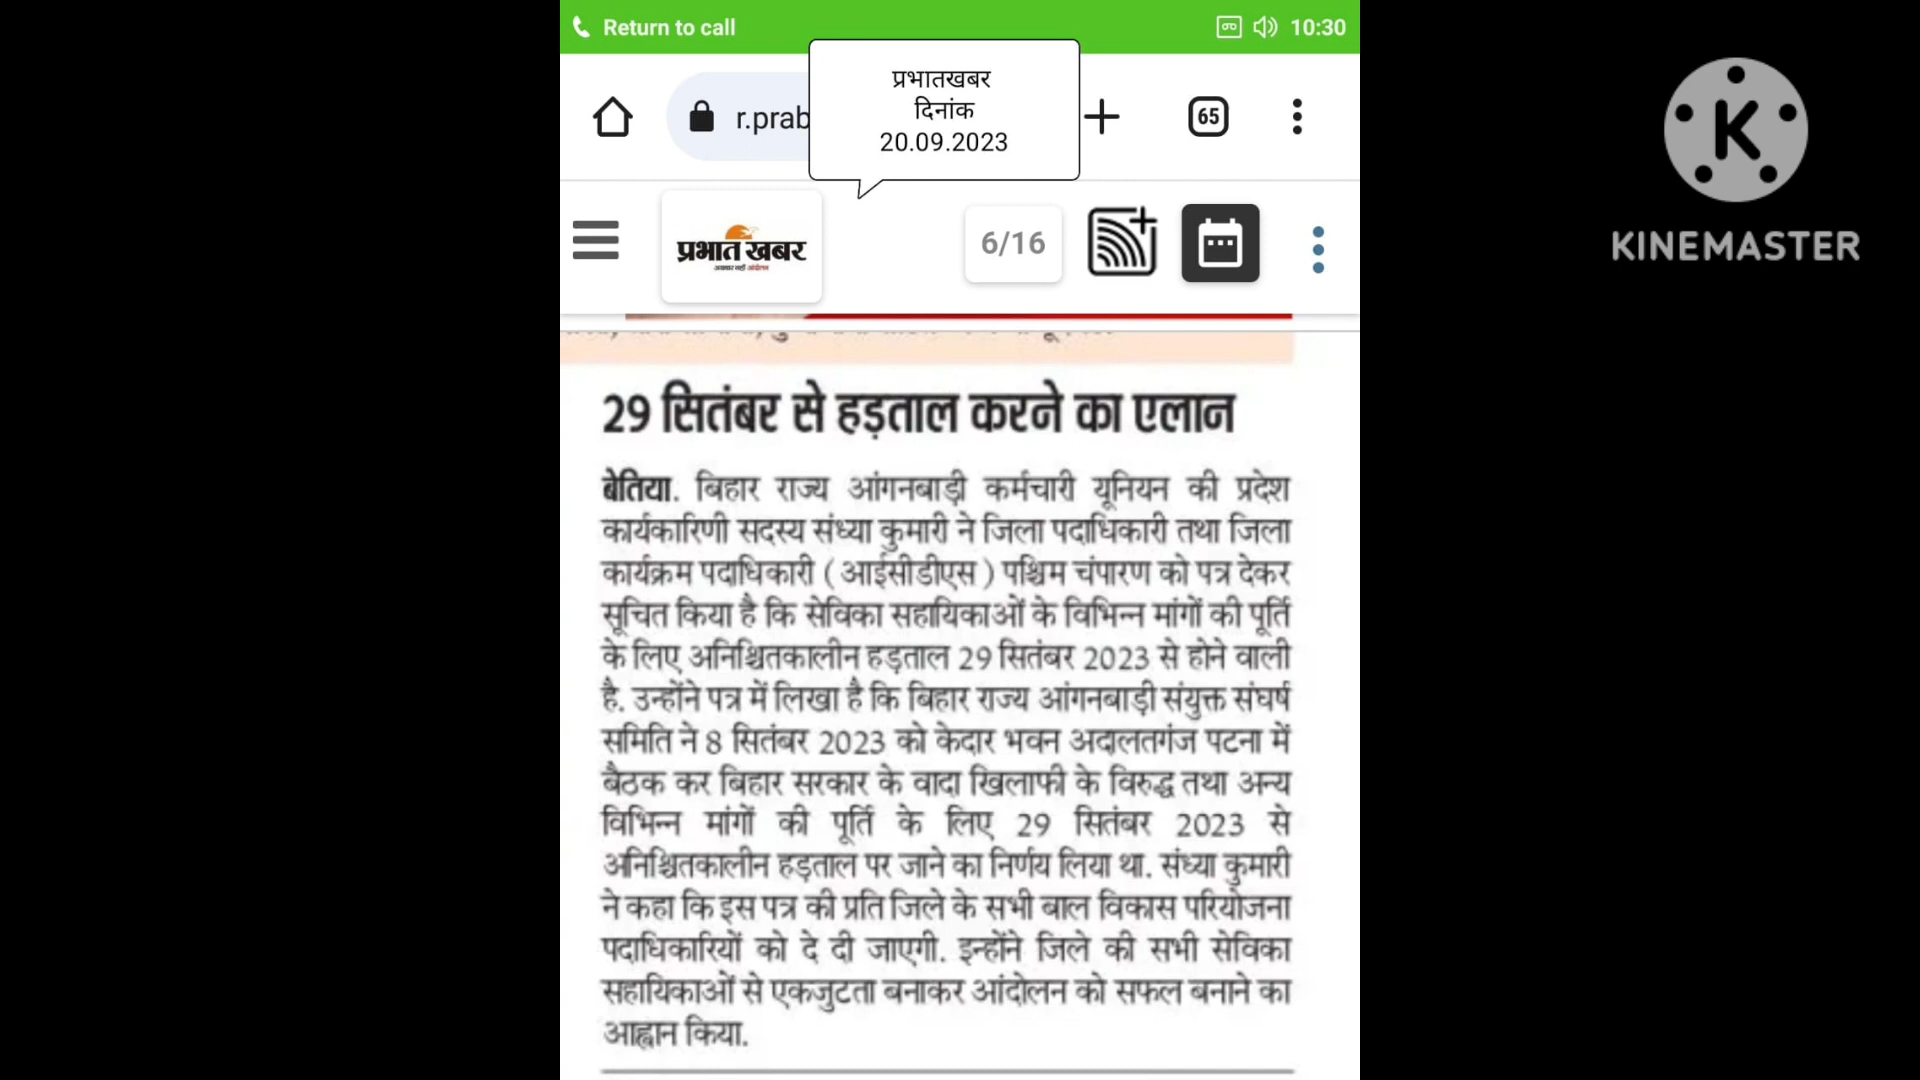 Return to call
10:30
प्रभातखबर
दिनांक
20.09.2023
r.prab
65
प्रभात खबर
अखबार नहीं आंदोलन
6/16
K
KINEMASTER
29 सितंबर से हड़ताल करने का एलान
बेतिया. बिहार राज्य आंगनबाड़ी कर्मचारी यूनियन की प्रदेश
कार्यकारिणी सदस्य संध्या कुमारी ने जिला पदाधिकारी तथा जिला
कार्यक्रम पदाधिकारी ( आईसीडीएस ) पश्चिम चंपारण को पत्र देकर
सूचित किया है कि सेविका सहायिकाओं के विभिन्न मांगों की पूर्ति
के लिए अनिश्चितकालीन हड़ताल 29 सितंबर 2023 से होने वाली
है. उन्होंने पत्र में लिखा है कि बिहार राज्य आंगनबाड़ी संयुक्त संघर्ष
समिति ने 8 सितंबर 2023 को केदार भवन अदालतगंज पटना में
बैठक कर बिहार सरकार के वादा खिलाफी के विरुद्ध तथा अन्य
विभिन्न मांगों की पूर्ति के लिए 29 सितंबर 2023 से
अनिश्चितकालीन हड़ताल पर जाने का निर्णय लिया था. संध्या कुमारी
ने कहा कि इस पत्र की प्रति जिले के सभी बाल विकास परियोजना
पदाधिकारियों को दे दी जाएगी. इन्होंने जिले की सभी सेविका
सहायिकाओं से एकजुटता बनाकर आंदोलन को सफल बनाने का
आह्वान किया.